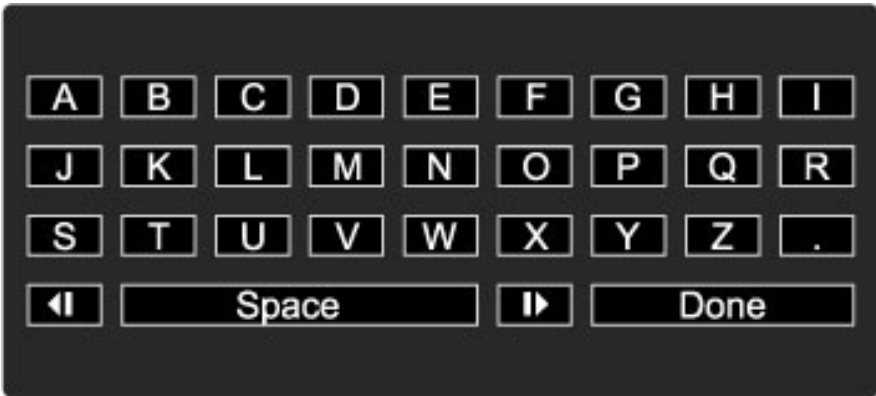 A B C D E F G H I
J K L M N O P Q R
S T U V W X Y Z .
Space Done